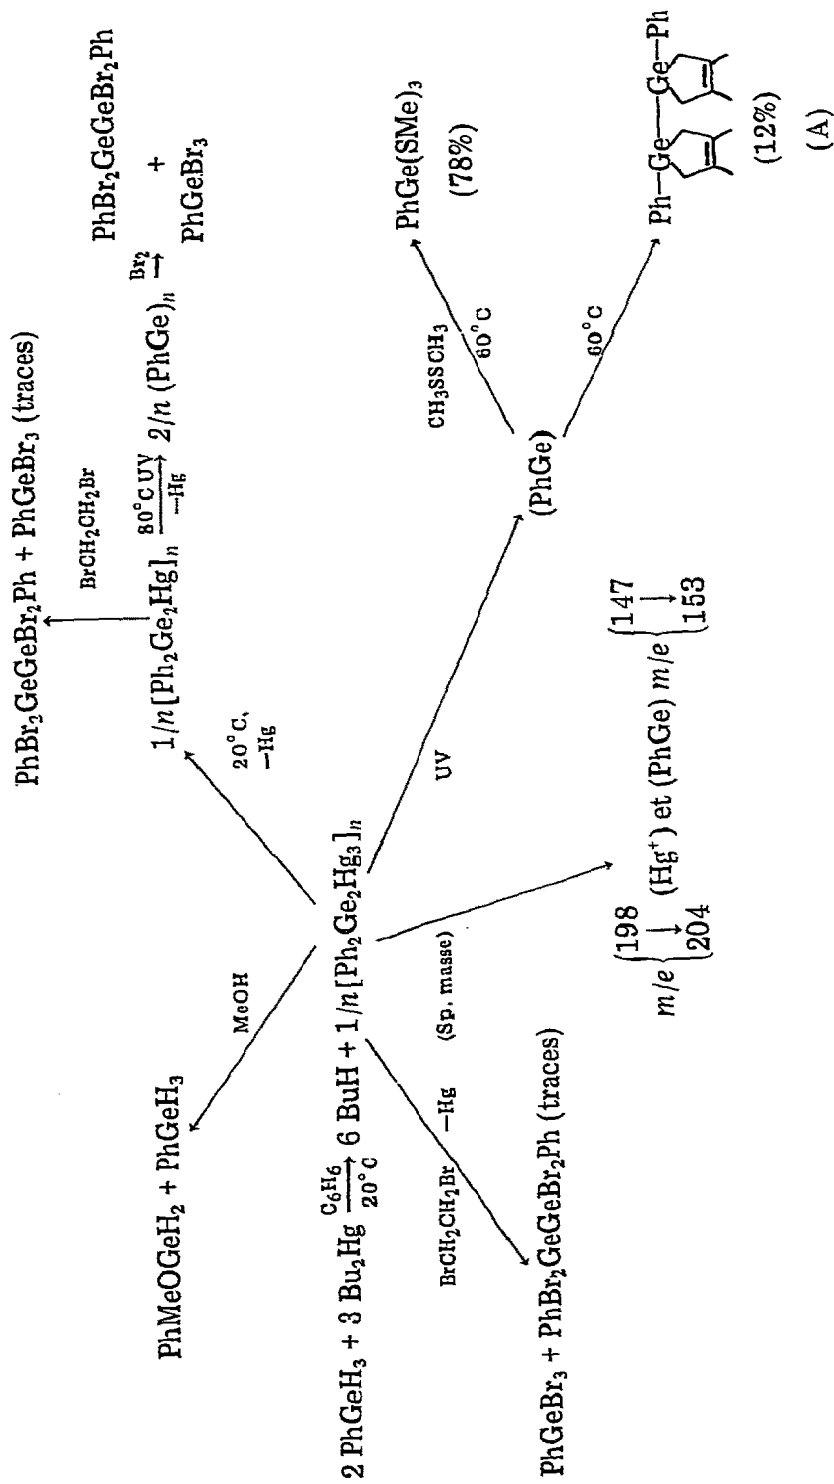 PhBr₂GeGeBr₂Ph + PhGeBr₃ (traces)
BrCH₂CH₂Br
1/n [Ph₂Ge₂Hg]ₙ 80°C UV −Hg 2/n (PhGe)ₙ Br₂ PhBr₂GeGeBr₂Ph
+
PhGeBr₃
20°C,
−Hg
PhMeOGeH₂ + PhGeH₃
MeOH
2 PhGeH₃ + 3 Bu₂Hg C₆H₆ 20°C 6 BuH + 1/n [Ph₂Ge₂Hg₃]ₙ
BrCH₂CH₂Br −Hg
(Sp. masse)
UV
(PhGe)
CH₃SSCH₃
60°C
PhGe(SMe)₃
(78%)
60°C
PhGeBr₃ + PhBr₂GeGeBr₂Ph (traces)
m/e {198 → 204 (Hg⁺) et (PhGe) m/e {147 → 153
Ph—Ge—Ge—Ph
(12%)
(A)